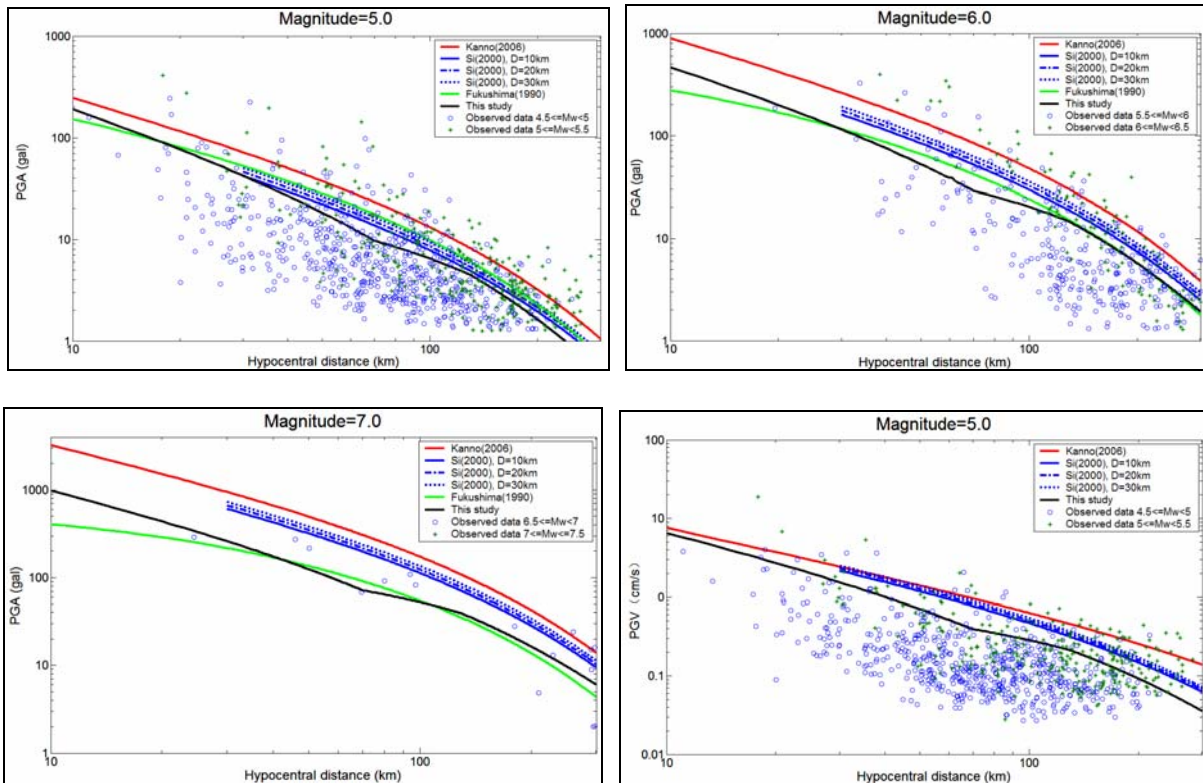 Magnitude=5.0
PGA (gal)
1000
100
10
1
10
100
Hypocentral distance (km)
Kanno(2006)
Si(2000), D=10km
Si(2000), D=20km
Si(2000), D=30km
Fukushima(1990)
This study
Observed data 4.5<=Mw<5
Observed data 5<=Mw<5.5
Magnitude=6.0
PGA (gal)
1000
100
10
1
10
100
Hypocentral distance (km)
Kanno(2006)
Si(2000), D=10km
Si(2000), D=20km
Si(2000), D=30km
Fukushima(1990)
This study
Observed data 5.5<=Mw<6
Observed data 6<=Mw<6.5
Magnitude=7.0
PGA (gal)
1000
100
10
1
10
100
Hypocentral distance (km)
Kanno(2006)
Si(2000), D=10km
Si(2000), D=20km
Si(2000), D=30km
Fukushima(1990)
This study
Observed data 6.5<=Mw<7
Observed data 7<=Mw<=7.5
Magnitude=5.0
PGV (cm/s)
100
10
0
0.1
0.01
10
100
Hypocentral distance (km)
Kanno(2006)
Si(2000), D=10km
Si(2000), D=20km
Si(2000), D=30km
This study
Observed data 4.5<=Mw<5
Observed data 5<=Mw<5.5